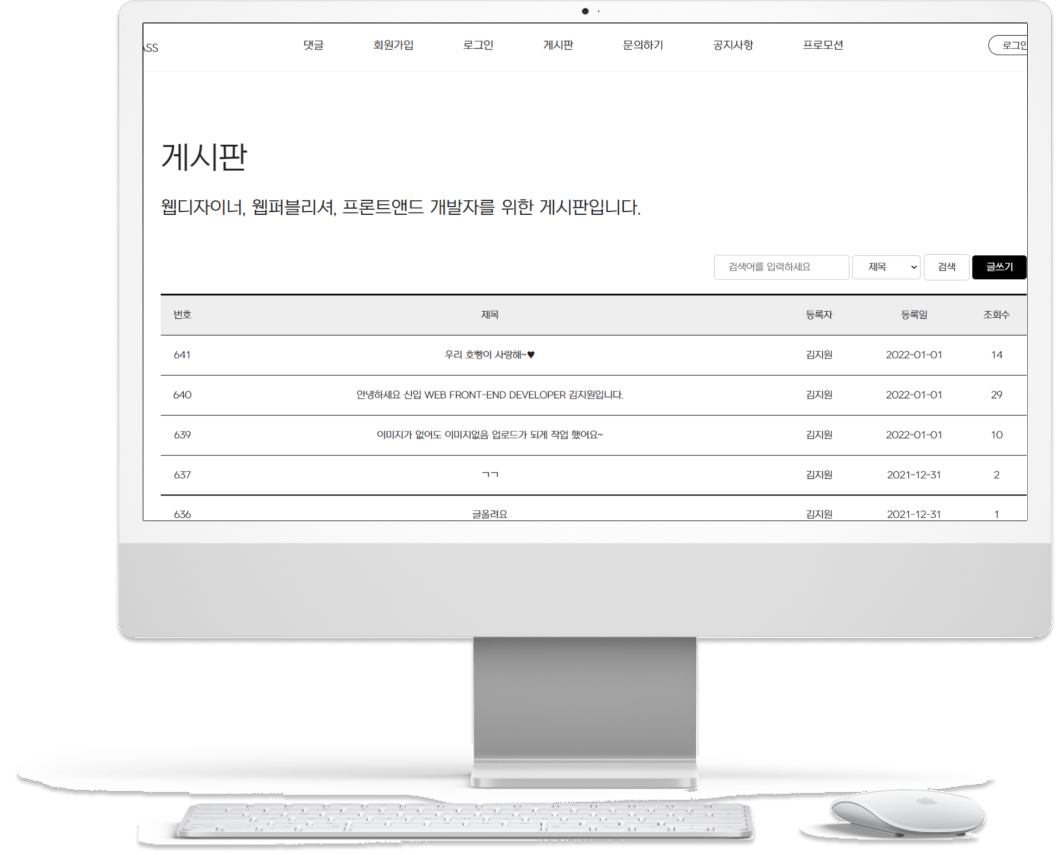 댓글 회원가입 로그인 게시판 문의하기 공지사항 프로모션
게시판
웹디자이너, 웹퍼블리셔, 프론트앤드 개발자를 위한 게시판입니다.
검색어를 입력하세요 제목 검색 글쓰기
번호 제목 등록자 등록일 조회수
641 우리 호빵이 사랑해~♥ 김지원 2022-01-01 14
640 안녕하세요 신입 WEB FRONT-END DEVELOPER 김지원입니다. 김지원 2022-01-01 29
639 이미지가 없어도 이미지없음 업로드가 되게 작업 했어요~ 김지원 2022-01-01 10
637 ㄱㄱ 김지원 2021-12-31 2
636 글올려요 김지원 2021-12-31 1